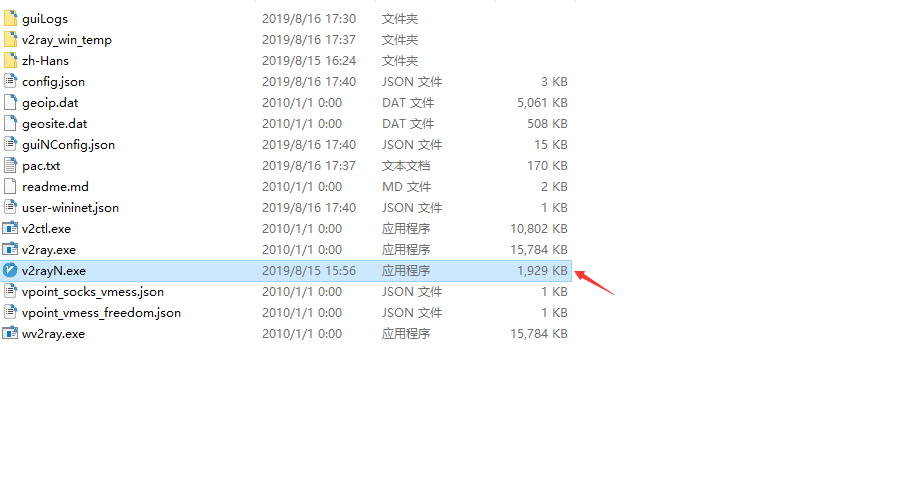 guiLogs 2019/8/16 17:30 文件夹
v2ray_win_temp 2019/8/16 17:37 文件夹
zh-Hans 2019/8/15 16:24 文件夹
config.json 2019/8/16 17:40 JSON 文件 3 KB
geoip.dat 2010/1/1 0:00 DAT 文件 5,061 KB
geosite.dat 2010/1/1 0:00 DAT 文件 508 KB
guiNConfig.json 2019/8/16 17:40 JSON 文件 15 KB
pac.txt 2019/8/16 17:37 文本文档 170 KB
readme.md 2010/1/1 0:00 MD 文件 2 KB
user-wininet.json 2019/8/16 17:40 JSON 文件 1 KB
v2ctl.exe 2010/1/1 0:00 应用程序 10,802 KB
v2ray.exe 2010/1/1 0:00 应用程序 15,784 KB
v2rayN.exe 2019/8/15 15:56 应用程序 1,929 KB
vpoint_socks_vmess.json 2010/1/1 0:00 JSON 文件 1 KB
vpoint_vmess_freedom.json 2010/1/1 0:00 JSON 文件 1 KB
wv2ray.exe 2010/1/1 0:00 应用程序 15,784 KB